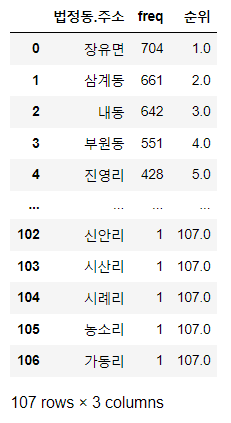 법정동.주소 freq 순위
0 장유면 704 1.0
1 삼계동 661 2.0
2 내동 642 3.0
3 부원동 551 4.0
4 진영리 428 5.0
... ... ... ...
102 신안리 1 107.0
103 시산리 1 107.0
104 시례리 1 107.0
105 농소리 1 107.0
106 가동리 1 107.0
107 rows × 3 columns